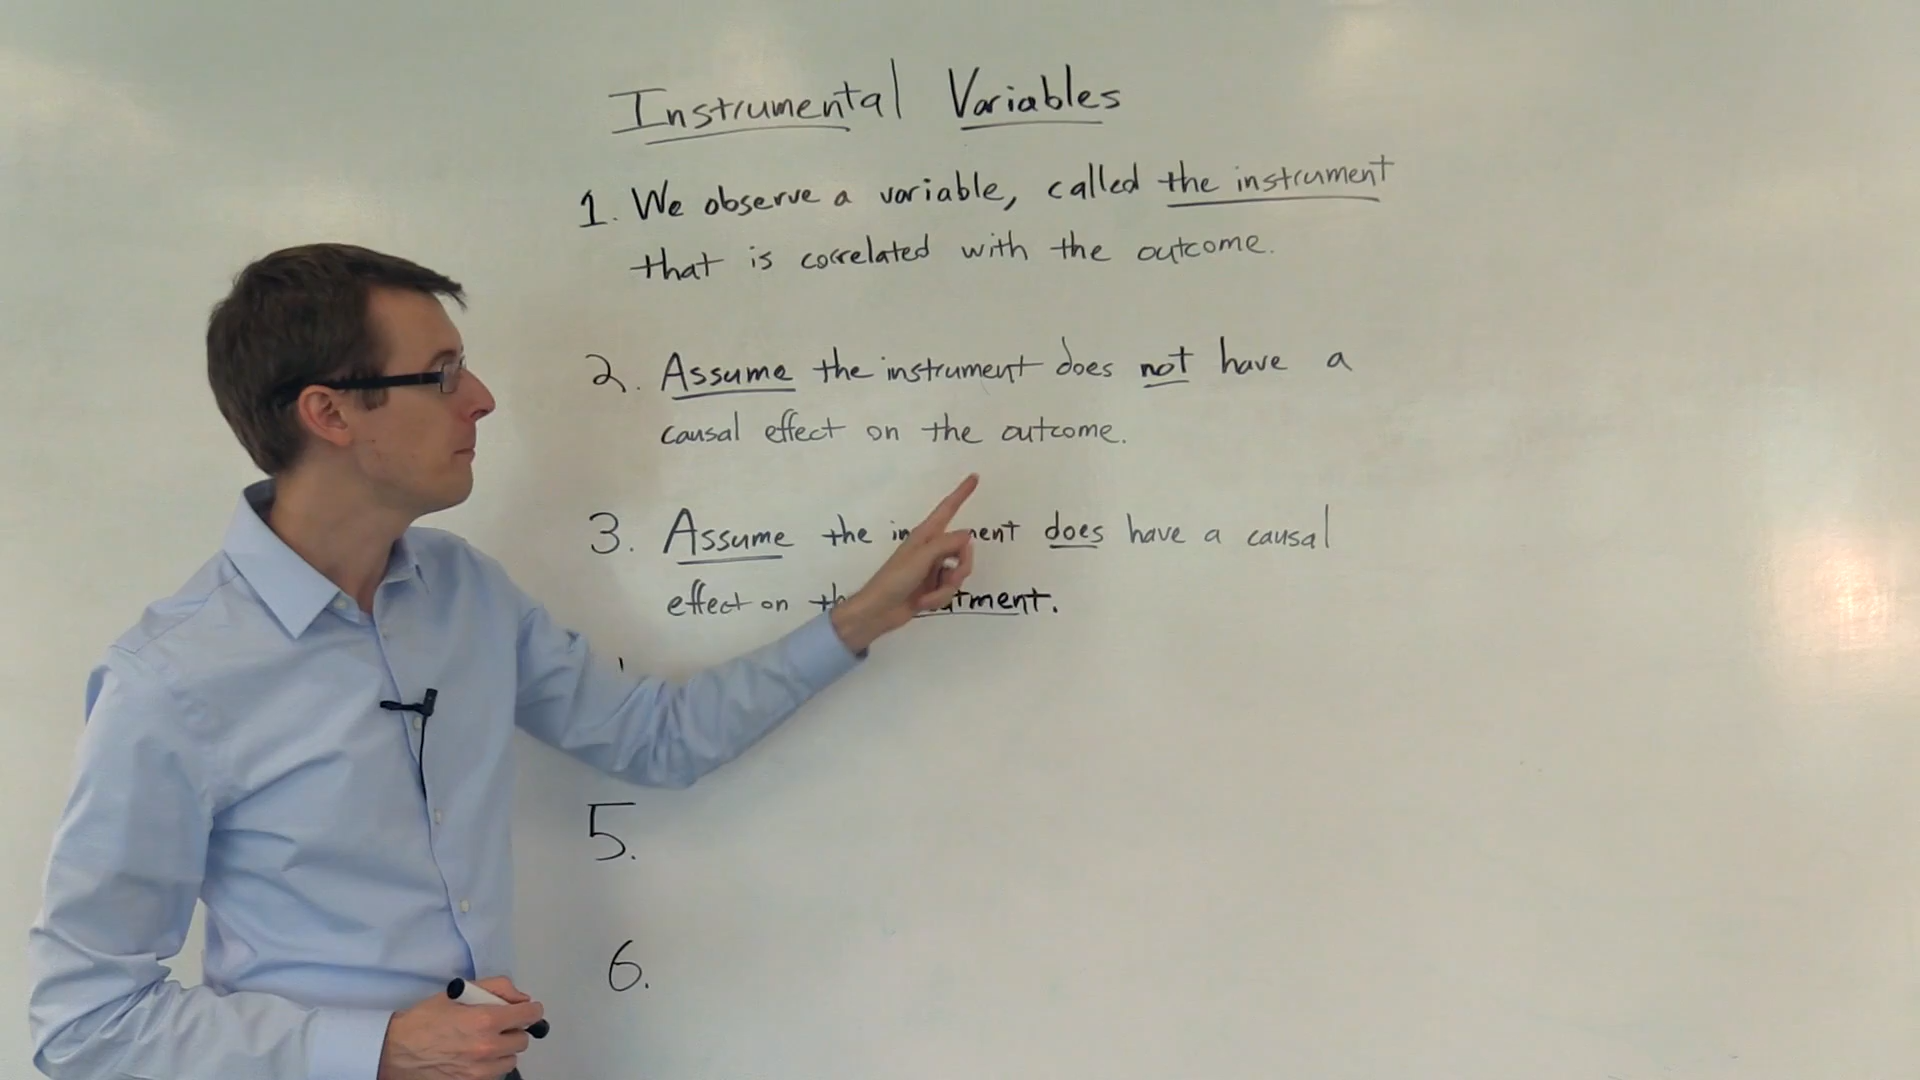 Instrumental Variables
1. We observe a variable, called the instrument
that is correlated with the outcome.
2. Assume the instrument does not have a
causal effect on the outcome.
3. Assume the does have a causal
effect on
5.
6.